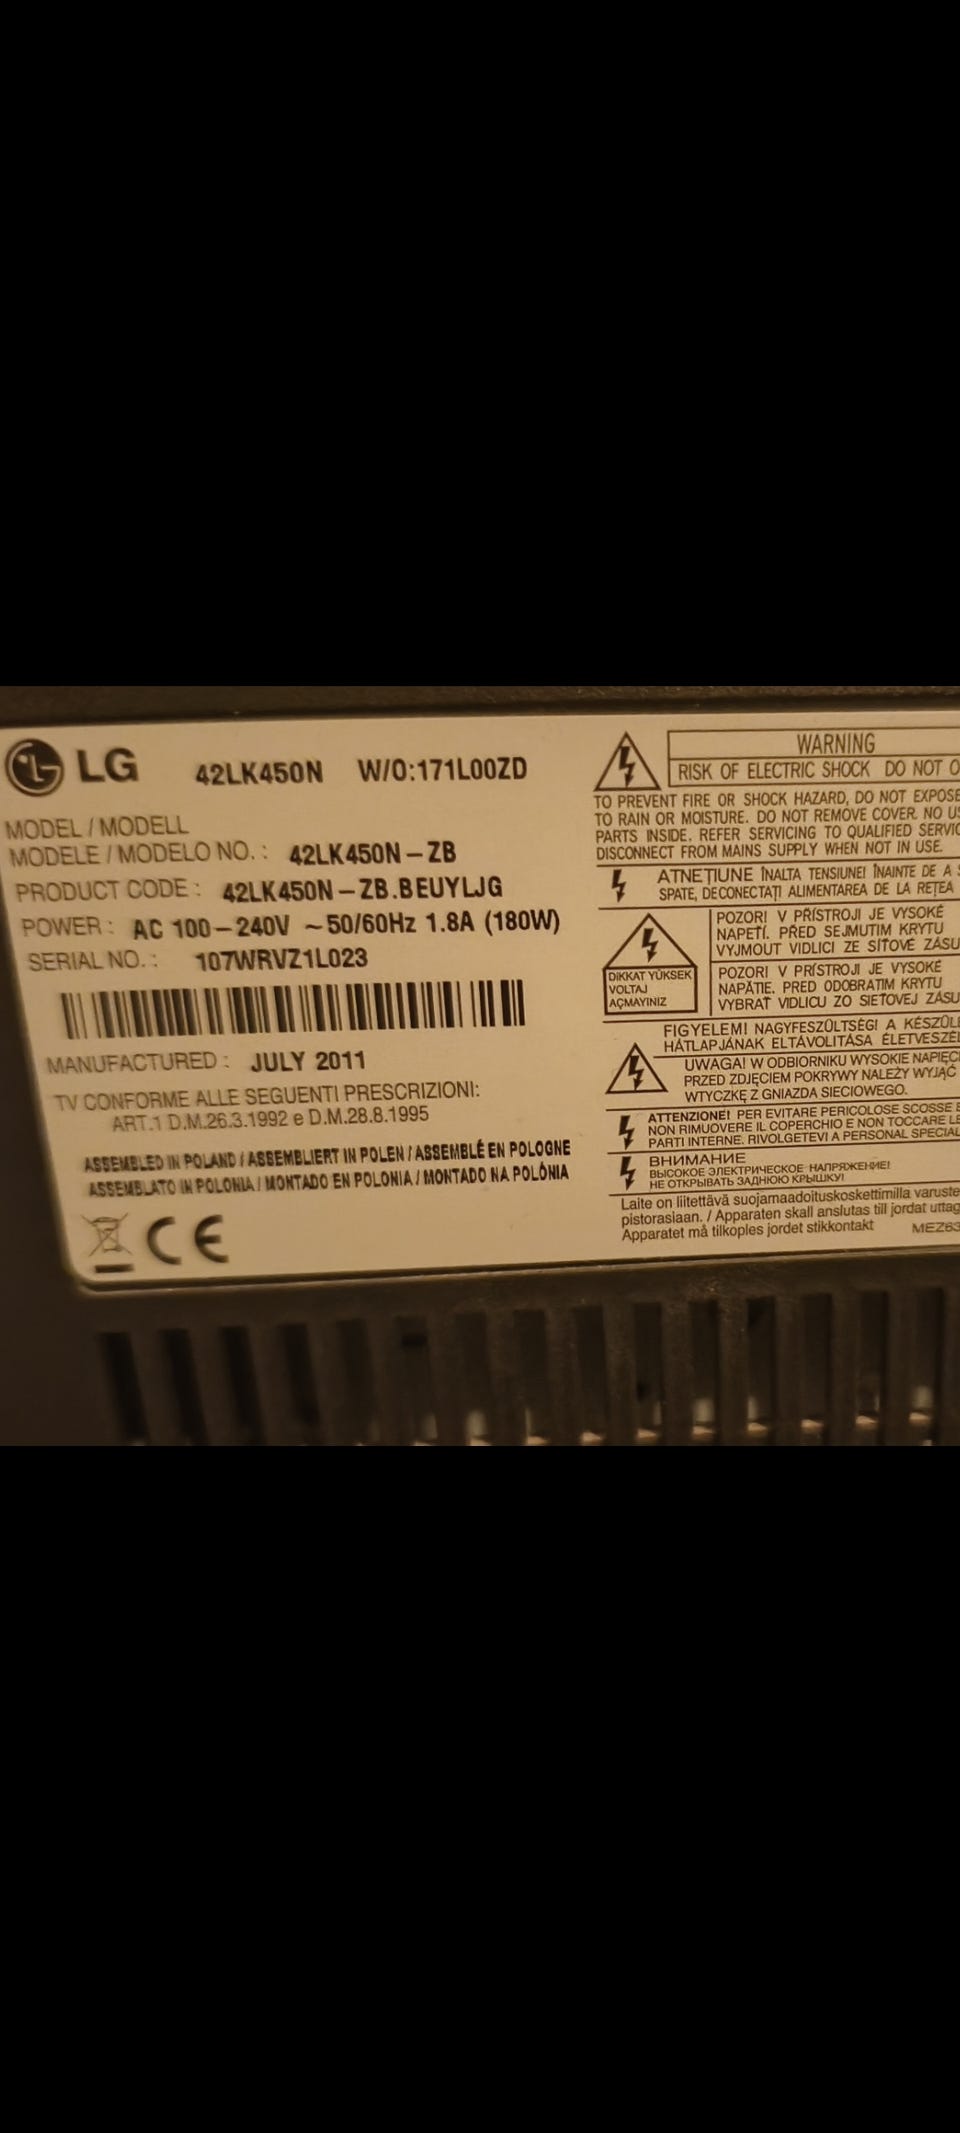 LG 42LK450N W/O:171L00ZD
MODEL / MODELL
MODELE / MODELO NO. : 42LK450N-ZB
PRODUCT CODE : 42LK450N-ZB.BEUYLJG
POWER : AC 100-240V ~50/60Hz 1.8A (180W)
SERIAL NO. : 107WRVZ1L023
MANUFACTURED : JULY 2011
TV CONFORME ALLE SEGUENTI PRESCRIZIONI:
ART.1 D.M.26.3.1992 e D.M.28.8.1995
ASSEMBLED IN POLAND / ASSEMBLIERT IN POLEN / ASSEMBLÉ EN POLOGNE
ASSEMBLATO IN POLONIA / MONTADO EN POLONIA / MONTADO NA POLÓNIA
CE
WARNING
RISK OF ELECTRIC SHOCK DO NOT
TO PREVENT FIRE OR SHOCK HAZARD, DO NOT EXPOSE
TO RAIN OR MOISTURE. DO NOT REMOVE COVER. NO
PARTS INSIDE. REFER SERVICING TO QUALIFIED
DISCONNECT FROM MAINS SUPPLY WHEN NOT IN USE.
ATNEȚIUNE ÎNALTA TENSIUNE! ÎNAINTE DE A
SPATE, DECONECTAȚI ALIMENTAREA DE LA REȚEA
POZOR! V PŘÍSTROJI JE VYSOKÉ
NAPETÍ. PŘED SEJMUTIM KRYTU
VYJMOUT VIDLICI ZE SÍŤOVÉ
DIKKAT YÜKSEK
VOLTAJ
AÇMAYINIZ
POZOR! V PRÍSTROJI JE VYSOKÉ
NAPÄTIE. PRED ODOBRATIM KRYTU
VYBRAŤ VIDLICU ZO SIEŤOVEJ
FIGYELEM! NAGYFESZÜLTSÉG! A
HÁTLAPJÁNAK ELTÁVOLITÁSA
UWAGA! W ODBIORNIKU WYSOKIE
PRZED ZDJĘCIEM POKRYWY NALEŻY WYJĄĆ
WTYCZKĘ Z GNIAZDA SIECIOWEGO.
ATTENZIONE! PER EVITARE PERICOLOSE SCOSSE
NON RIMUOVERE IL COPERCHIO E NON TOCCARE
PARTI INTERNE. RIVOLGETEVI A PERSONAL
ВНИМАНИЕ
ВЫСОКОЕ ЭЛЕКТРИЧЕСКОЕ НАПРЯЖЕНИЕ!
НЕ ОТКРЫВАТЬ ЗАДНЮЮ КРЫШКУ!
Laite on liitettävä suojamaadoituskoskettimilla
pistorasiaan. / Apparaten skall anslutas till jordat
Apparatet må tilkoples jordet stikkontakt MEZ63